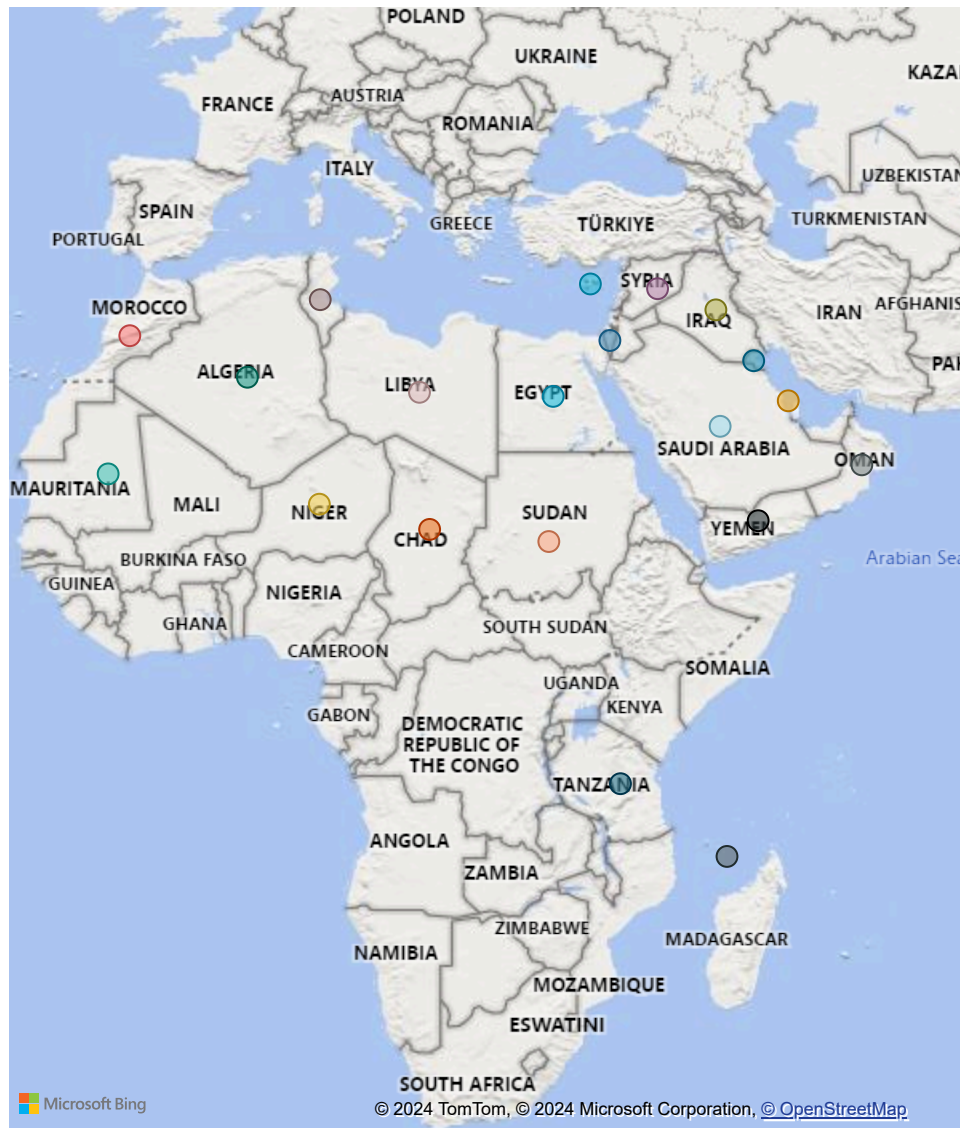 POLAND
UKRAINE
KAZA
FRANCE
AUSTRIA
ROMANIA
UZBEKISTAN
ITALY
SPAIN
PORTUGAL
GREECE
TÜRKIYE
TURKMENISTAN
SYRIA
MOROCCO
IRAQ
IRAN
AFGHANIS
ALGERIA
LIBYA
EGYPT
PAK
SAUDI ARABIA
OMAN
MAURITANIA
MALI
NIGER
CHAD
SUDAN
YEMEN
BURKINA FASO
Arabian Sea
GUINEA
NIGERIA
GHANA
SOUTH SUDAN
CAMEROON
SOMALIA
UGANDA
KENYA
GABON
DEMOCRATIC
REPUBLIC OF
THE CONGO
TANZANIA
ANGOLA
ZAMBIA
ZIMBABWE
MADAGASCAR
NAMIBIA
MOZAMBIQUE
ESWATINI
SOUTH AFRICA
Microsoft Bing
© 2024 TomTom, © 2024 Microsoft Corporation, © OpenStreetMap